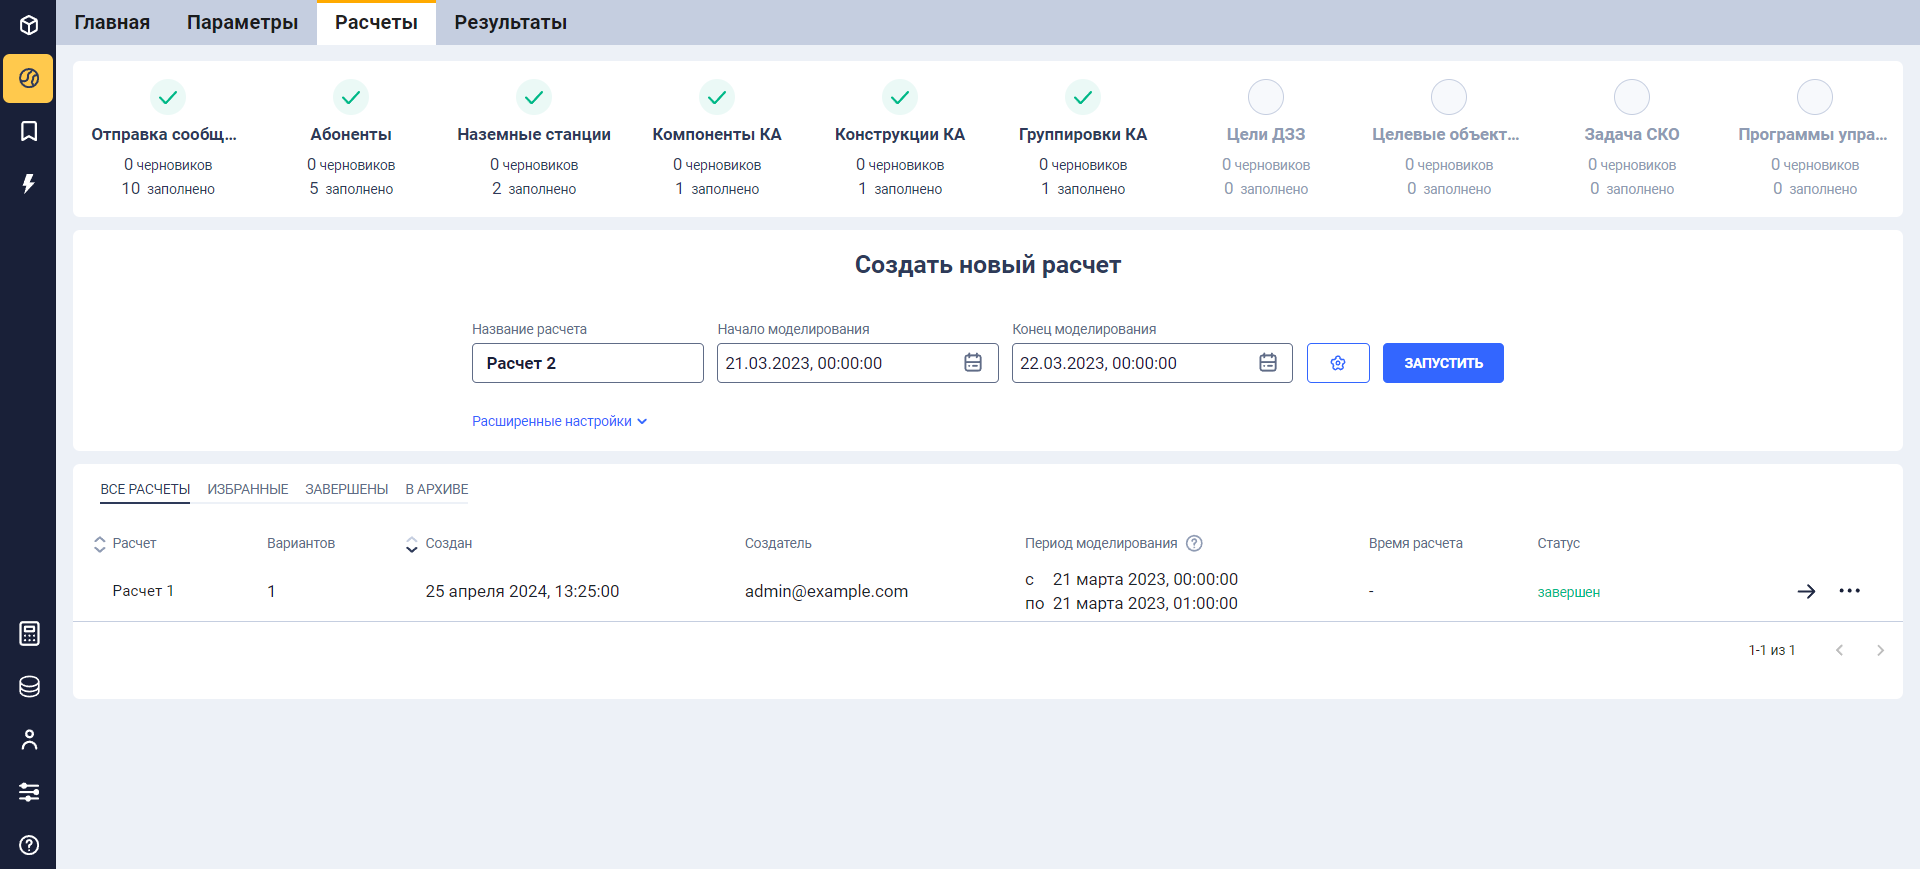 Главная Параметры Расчеты Результаты
Отправка сообщ... Абоненты Наземные станции Компоненты КА Конструкции КА Группировки КА Цели ДЗЗ Целевые объект... Задача СКО Программы упра...
0 черновиков 0 черновиков 0 черновиков 0 черновиков 0 черновиков 0 черновиков 0 черновиков 0 черновиков 0 черновиков 0 черновиков
10 заполнено 5 заполнено 2 заполнено 1 заполнено 1 заполнено 1 заполнено 0 заполнено 0 заполнено 0 заполнено 0 заполнено
Создать новый расчет
Название расчета Начало моделирования Конец моделирования
Расчет 2 21.03.2023, 00:00:00 22.03.2023, 00:00:00 ЗАПУСТИТЬ
Расширенные настройки
ВСЕ РАСЧЕТЫ ИЗБРАННЫЕ ЗАВЕРШЕНЫ В АРХИВЕ
Расчет Вариантов Создан Создатель Период моделирования Время расчета Статус
Расчет 1 1 25 апреля 2024, 13:25:00 admin@example.com с 21 марта 2023, 00:00:00 - завершен
по 21 марта 2023, 01:00:00
1-1 из 1